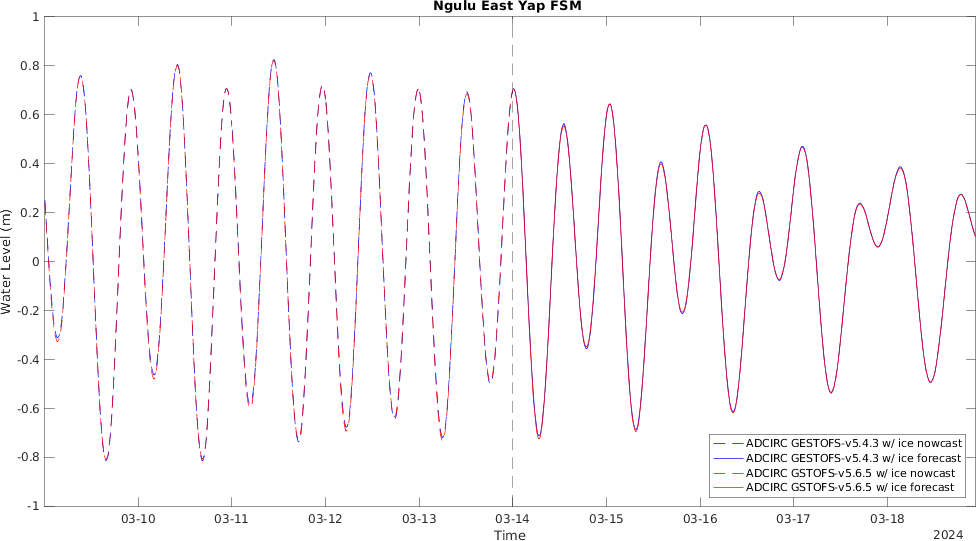 Ngulu East Yap FSM
1
0.8
0.6
0.4
0.2
0
-0.2
-0.4
-0.6
-0.8
-1
Water Level (m)
ADCIRC GESTOFS-v5.4.3 w/ ice nowcast
ADCIRC GESTOFS-v5.4.3 w/ ice forecast
ADCIRC GSTOFS-v5.6.5 w/ ice nowcast
ADCIRC GSTOFS-v5.6.5 w/ ice forecast
03-10 03-11 03-12 03-13 03-14 03-15 03-16 03-17 03-18
Time
2024